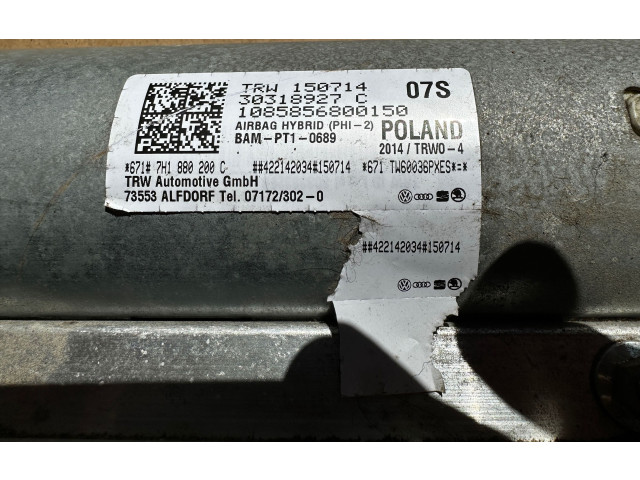 TRW 150714 07S
30318927 C
1085856800150
AIRBAG HYBRID (PHI-2) POLAND
BAM-PT1-0689 2014 / TRWO-4
*671# 7H1 880 200 C ##422142034#150714 *671 TW60036PXES*=*
TRW Automotive GmbH
73553 ALFDORF Tel. 07172/302-0
##422142034#150714